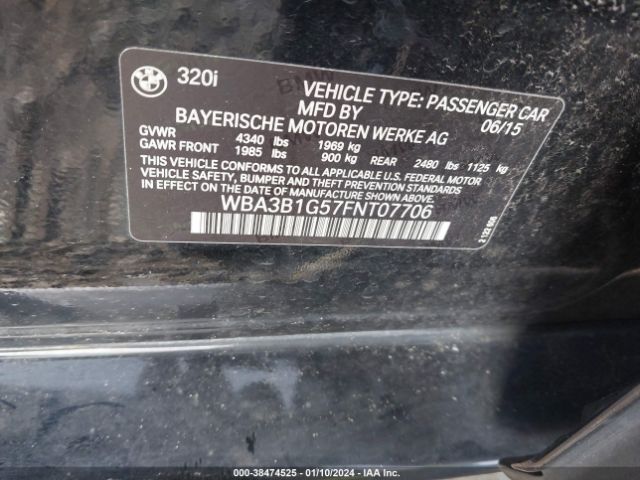 BMW
320i
VEHICLE TYPE: PASSENGER CAR
MFD BY 06/15
BAYERISCHE MOTOREN WERKE AG
GVWR 4340 lbs 1969 kg
GAWR FRONT 1985 lbs 900 kg REAR 2480 lbs 1125 kg
THIS VEHICLE CONFORMS TO ALL APPLICABLE FEDERAL MOTOR
VEHICLE SAFETY, BUMPER AND THEFT PREVENTION STANDARDS
IN EFFECT ON THE DATE OF MANUFACTURE SHOWN ABOVE.
WBA3B1G57FNT07706
000-38474525 - 01/10/2024 - IAA Inc.